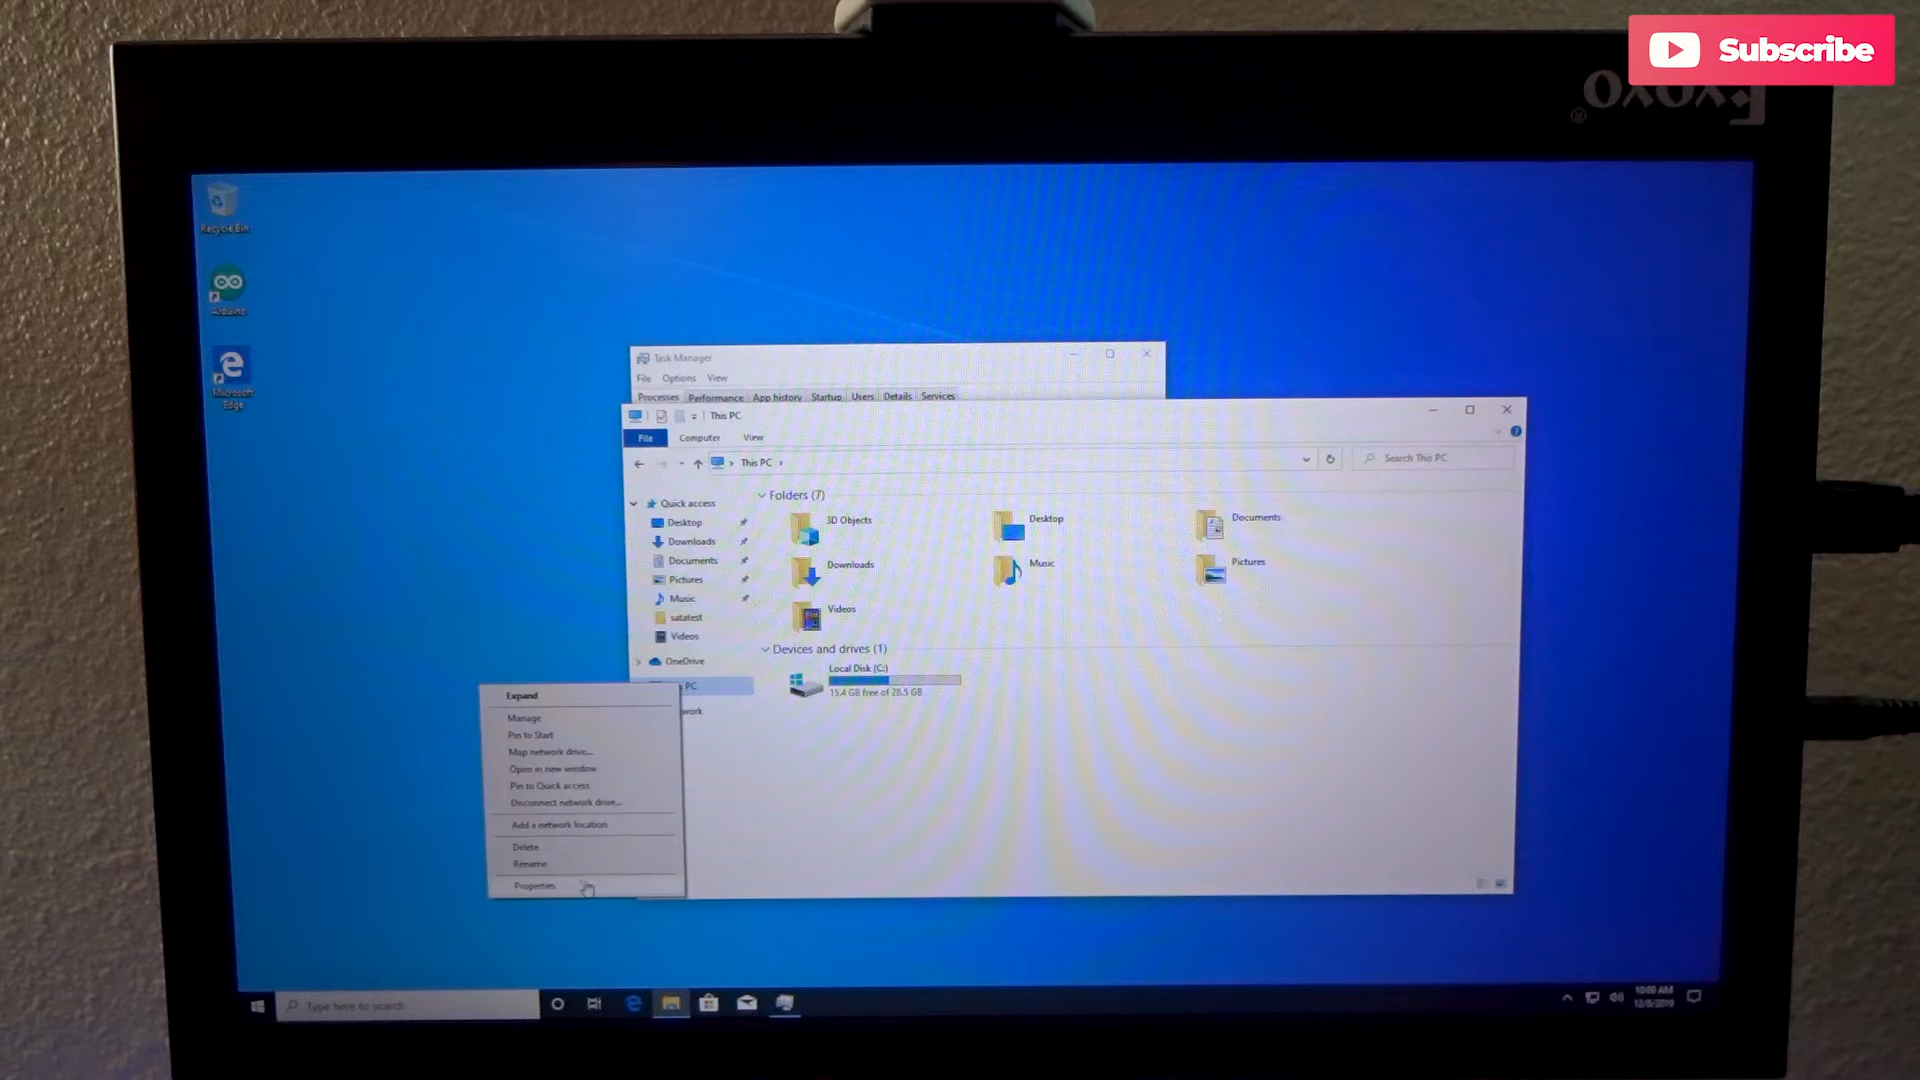 Subscribe
Eyoyo®
Recycle Bin
Arduino
Microsoft
Edge
Task Manager
File Options View
Processes Performance App history Startup Users Details Services
This PC
File Computer View
This PC
Search This PC
Quick access
Desktop
Downloads
Documents
Pictures
Music
satatest
Videos
OneDrive
PC
work
Folders (7)
3D Objects
Desktop
Documents
Downloads
Music
Pictures
Videos
Devices and drives (1)
Local Disk (C:)
15.4 GB free of 28.5 GB
Expand
Manage
Pin to Start
Map network drive...
Open in new window
Pin to Quick access
Disconnect network drive...
Add a network location
Delete
Rename
Properties
Type here to search
10:00 AM
12/8/2019